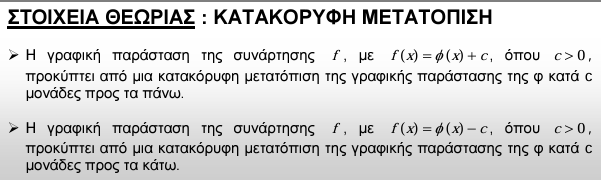 ΣΤΟΙΧΕΙΑ ΘΕΩΡΙΑΣ : ΚΑΤΑΚΟΡΥΦΗ ΜΕΤΑΤΟΠΙΣΗ
➢ Η γραφική παράσταση της συνάρτησης f , με f(x)=ϕ(x)+c, όπου c>0,
προκύπτει από μια κατακόρυφη μετατόπιση της γραφικής παράστασης της φ κατά c
μονάδες προς τα πάνω.
➢ Η γραφική παράσταση της συνάρτησης f , με f(x)=ϕ(x)−c, όπου c>0,
προκύπτει από μια κατακόρυφη μετατόπιση της γραφικής παράστασης της φ κατά c
μονάδες προς τα κάτω.